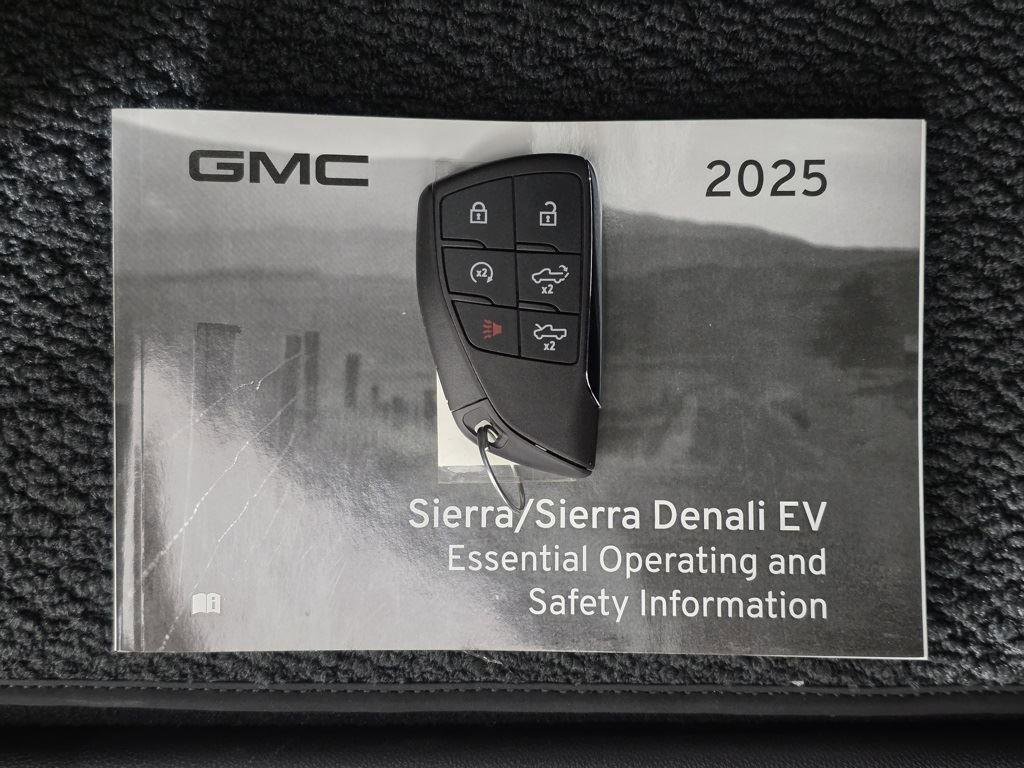 GMC
2025
x2
x2
x2
Sierra/Sierra Denali EV
Essential Operating and
Safety Information